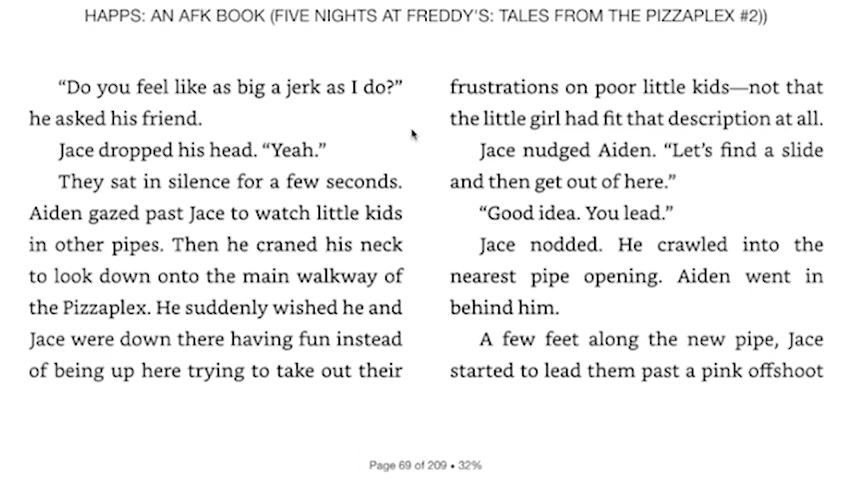 HAPPS: AN AFK BOOK (FIVE NIGHTS AT FREDDY'S: TALES FROM THE PIZZAPLEX #2))
“Do you feel like as big a jerk as I do?”
he asked his friend.
Jace dropped his head. “Yeah.”
They sat in silence for a few seconds.
Aiden gazed past Jace to watch little kids
in other pipes. Then he craned his neck
to look down onto the main walkway of
the Pizzaplex. He suddenly wished he and
Jace were down there having fun instead
of being up here trying to take out their
frustrations on poor little kids—not that
the little girl had fit that description at all.
Jace nudged Aiden. “Let’s find a slide
and then get out of here.”
“Good idea. You lead.”
Jace nodded. He crawled into the
nearest pipe opening. Aiden went in
behind him.
A few feet along the new pipe, Jace
started to lead them past a pink offshoot
Page 69 of 209 • 32%